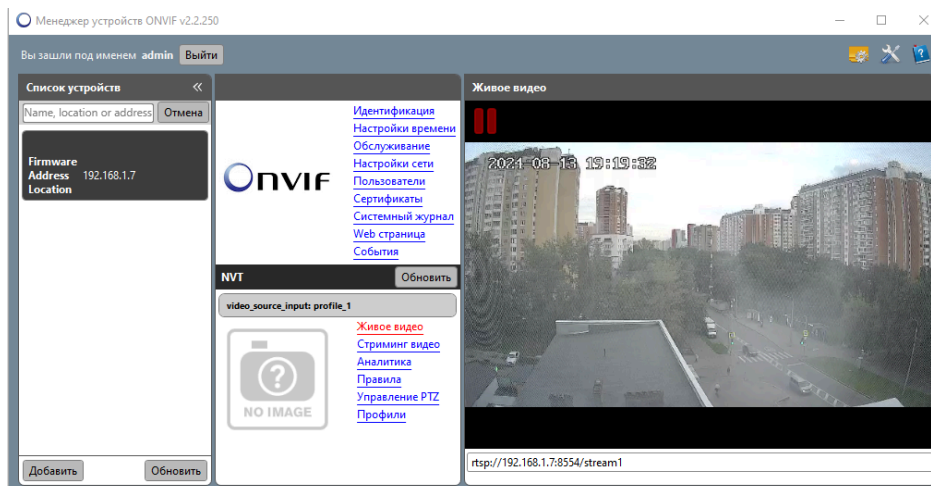 Менеджер устройств ONVIF v2.2.250
Вы зашли под именем admin Выйти
Список устройств «
Name, location or address Отмена
Firmware
Address 192.168.1.7
Location
Добавить Обновить
ONVIF
Идентификация
Настройки времени
Обслуживание
Настройки сети
Пользователи
Сертификаты
Системный журнал
Web страница
События
NVT Обновить
video_source_input: profile_1
NO IMAGE
Живое видео
Стриминг видео
Аналитика
Правила
Управление PTZ
Профили
Живое видео
2024-08-13 19:19:32
rtsp://192.168.1.7:8554/stream1